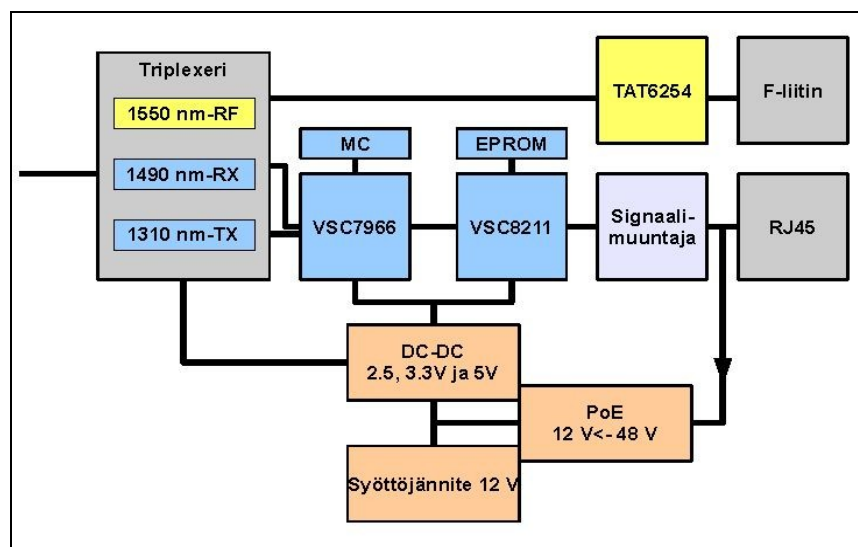 Triplexeri
1550 nm-RF
1490 nm-RX
1310 nm-TX
TAT6254
F-liitin
MC
EPROM
VSC7966
VSC8211
Signaali-
muuntaja
RJ45
DC-DC
2.5, 3.3V ja 5V
PoE
12 V<- 48 V
Syöttöjännite 12 V